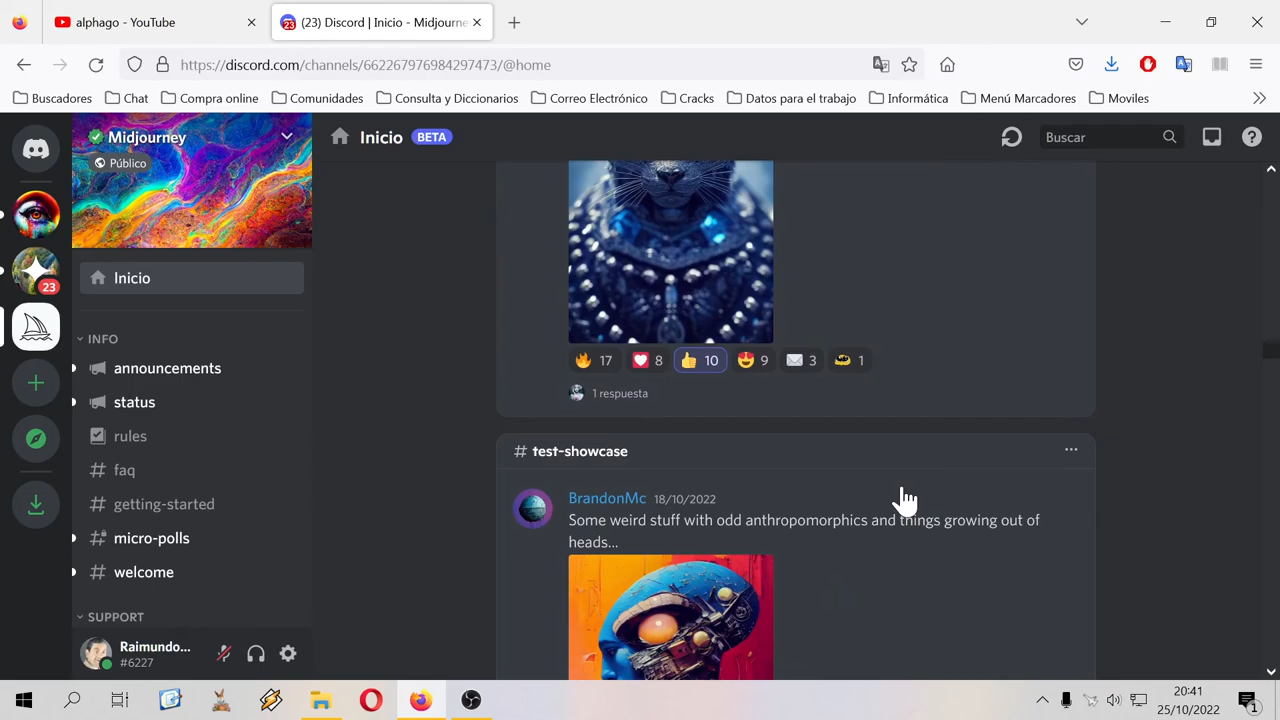 alphago - YouTube
(23) Discord | Inicio - Midjourne
https://discord.com/channels/662267976984297473/@home
Buscadores
Chat
Compra online
Comunidades
Consulta y Diccionarios
Correo Electrónico
Cracks
Datos para el trabajo
Informática
Menú Marcadores
Moviles
Midjourney
Público
Inicio
BETA
Buscar
23
Inicio
INFO
announcements
status
rules
faq
getting-started
micro-polls
welcome
SUPPORT
Raimundo...
#6227
17
8
10
9
3
1
1 respuesta
test-showcase
BrandonMc 18/10/2022
Some weird stuff with odd anthropomorphics and things growing out of
heads...
20:41
25/10/2022
1